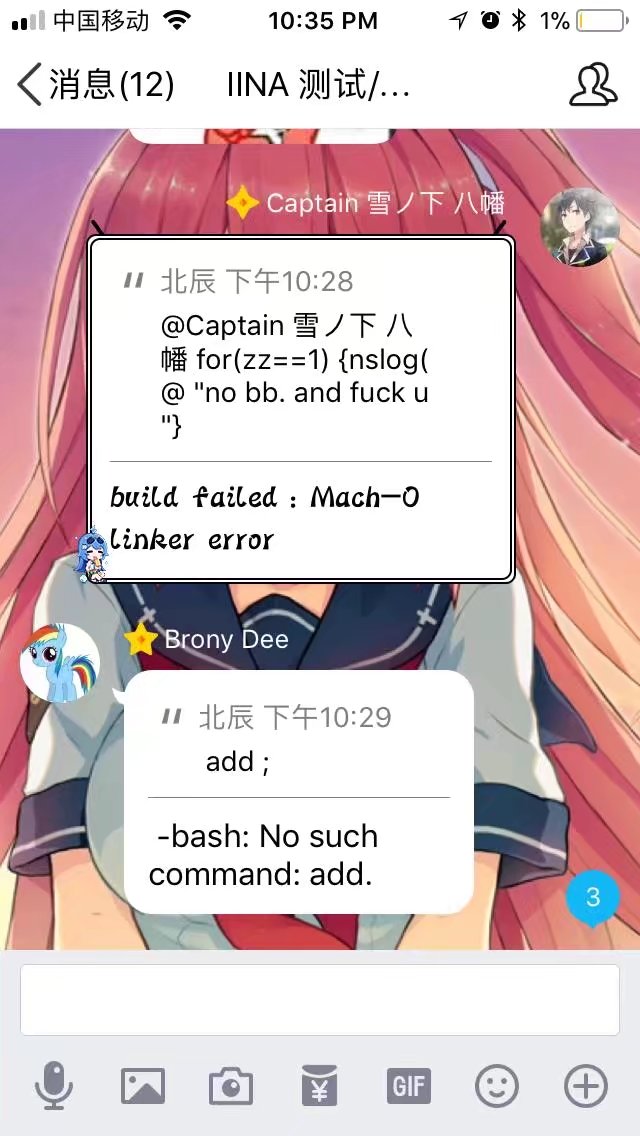 中国移动 10:35 PM 1%
消息(12) IINA 测试/...
Captain 雪ノ下 八幡
" 北辰 下午10:28
@Captain 雪ノ下 八
幡 for(zz==1) {nslog(
@ "no bb. and fuck u
"}
build failed : Mach-O
linker error
Brony Dee
" 北辰 下午10:29
add ;
-bash: No such
command: add.
3
¥
GIF